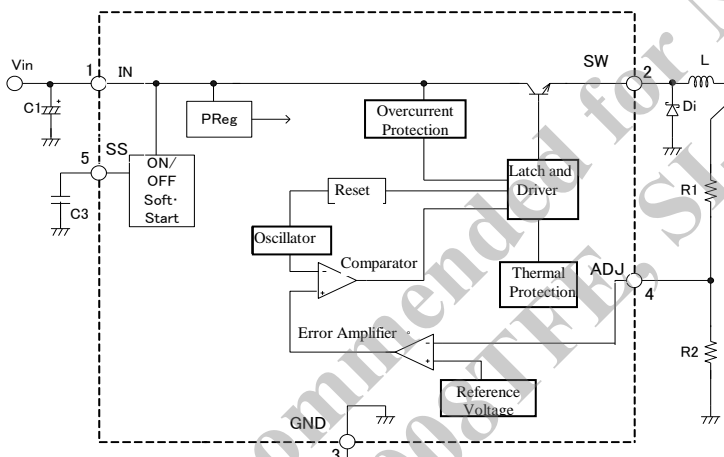 Vin
1
IN
SW
2
L
C1
+
PReg
Overcurrent
Protection
Di
5
SS
ON/
OFF
Soft·
Start
C3
Latch and
Driver
Reset
R1
Oscillator
Comparator
-
+
Thermal
Protection
ADJ
4
Error Amplifier
-
+
R2
Reference
Voltage
GND
3